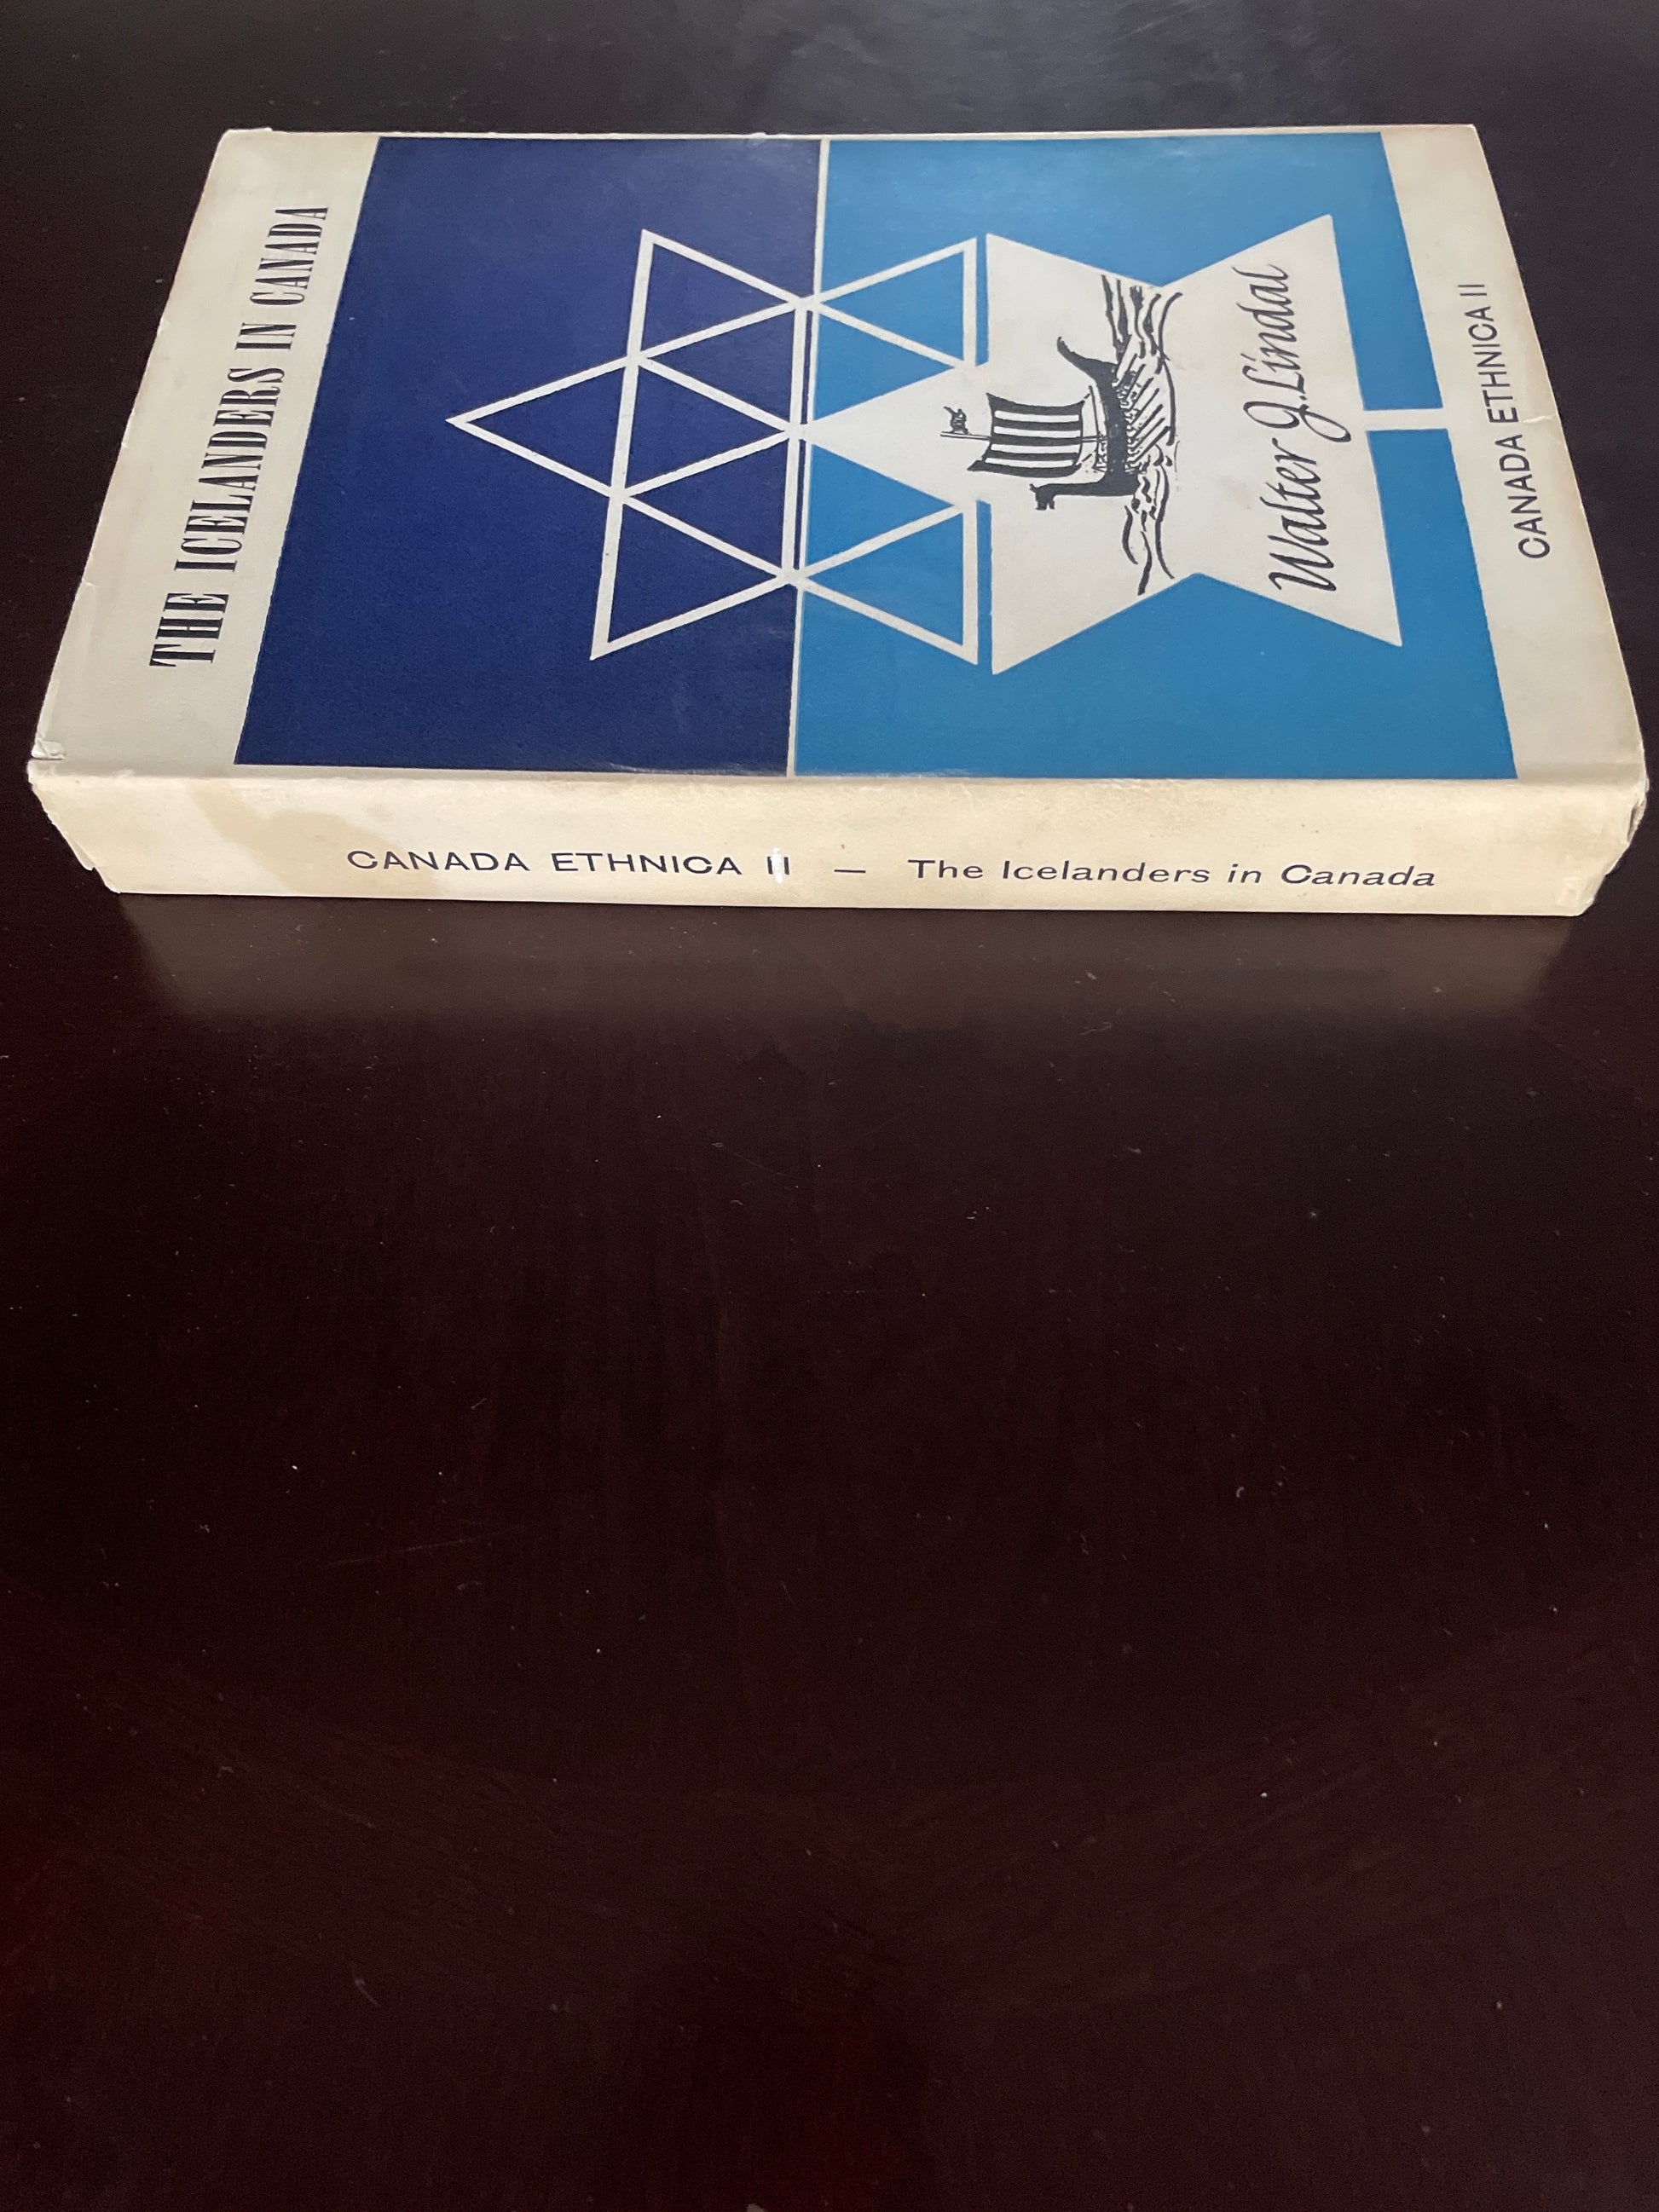 THE ICELANDERS IN CANADA
Walter J. Lindal
CANADA ETHNICA II
CANADA ETHNICA II — The Icelanders in Canada